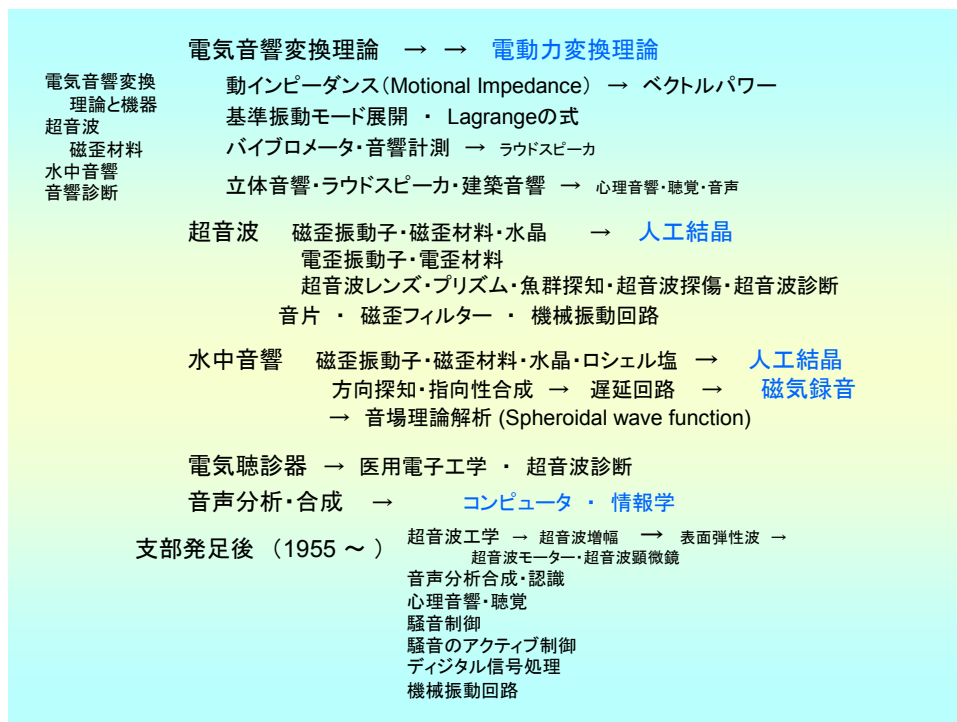 電気音響変換理論 → → 電動力変換理論
電気音響変換
理論と機器
超音波
磁歪材料
水中音響
音響診断
動インピーダンス(Motional Impedance) → ベクトルパワー
基準振動モード展開 ・ Lagrangeの式
バイブロメータ・音響計測 → ラウドスピーカ
立体音響・ラウドスピーカ・建築音響 → 心理音響・聴覚・音声
超音波 磁歪振動子・磁歪材料・水晶 → 人工結晶
電歪振動子・電歪材料
超音波レンズ・プリズム・魚群探知・超音波探傷・超音波診断
音片 ・ 磁歪フィルター ・ 機械振動回路
水中音響 磁歪振動子・磁歪材料・水晶・ロシェル塩 → 人工結晶
方向探知・指向性合成 → 遅延回路 → 磁気録音
→ 音場理論解析 (Spheroidal wave function)
電気聴診器 → 医用電子工学 ・ 超音波診断
音声分析・合成 → コンピュータ ・ 情報学
支部発足後 (1955 ~ ) 超音波工学 → 超音波増幅 → 表面弾性波 →
超音波モーター・超音波顕微鏡
音声分析合成・認識
心理音響・聴覚
騒音制御
騒音のアクティブ制御
ディジタル信号処理
機械振動回路